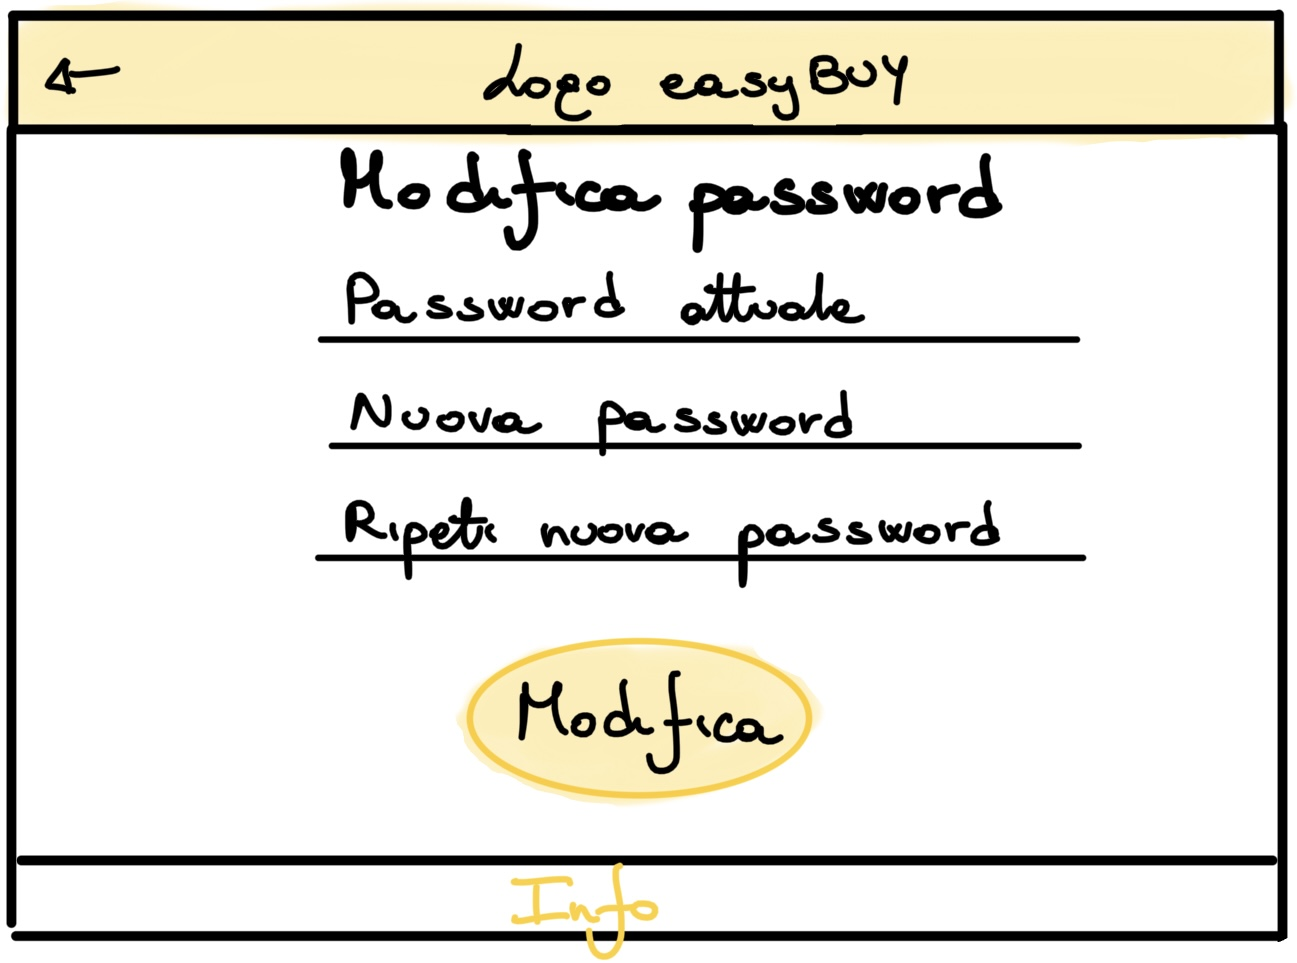 Logo easyBUY
Modifica password
Password attuale
Nuova password
Ripeti nuova password
Modifica
Info